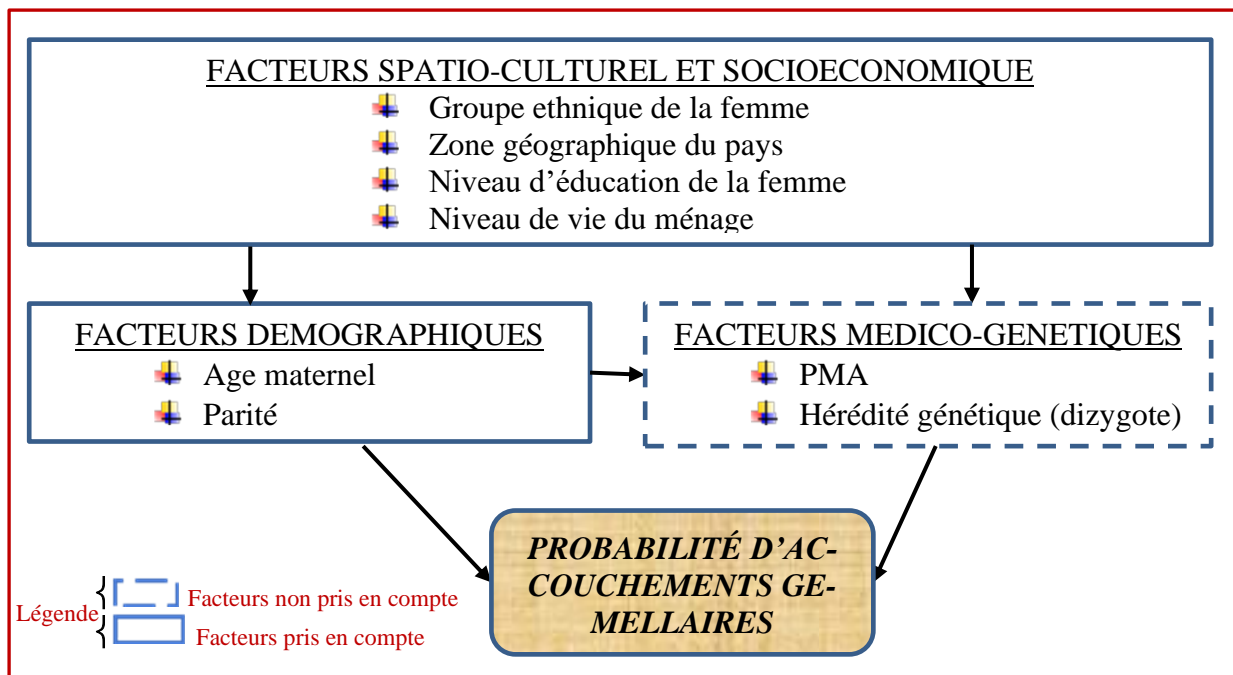 FACTEURS SPATIO-CULTUREL ET SOCIOECONOMIQUE
Groupe ethnique de la femme
Zone géographique du pays
Niveau d'éducation de la femme
Niveau de vie du ménage
FACTEURS DEMOGRAPHIQUES
Age maternel
Parité
FACTEURS MEDICO-GENETIQUES
PMA
Hérédité génétique (dizygote)
PROBABILITÉ D'AC-
COUCHEMENTS GE-
MELLAIRES
Légende
Facteurs non pris en compte
Facteurs pris en compte